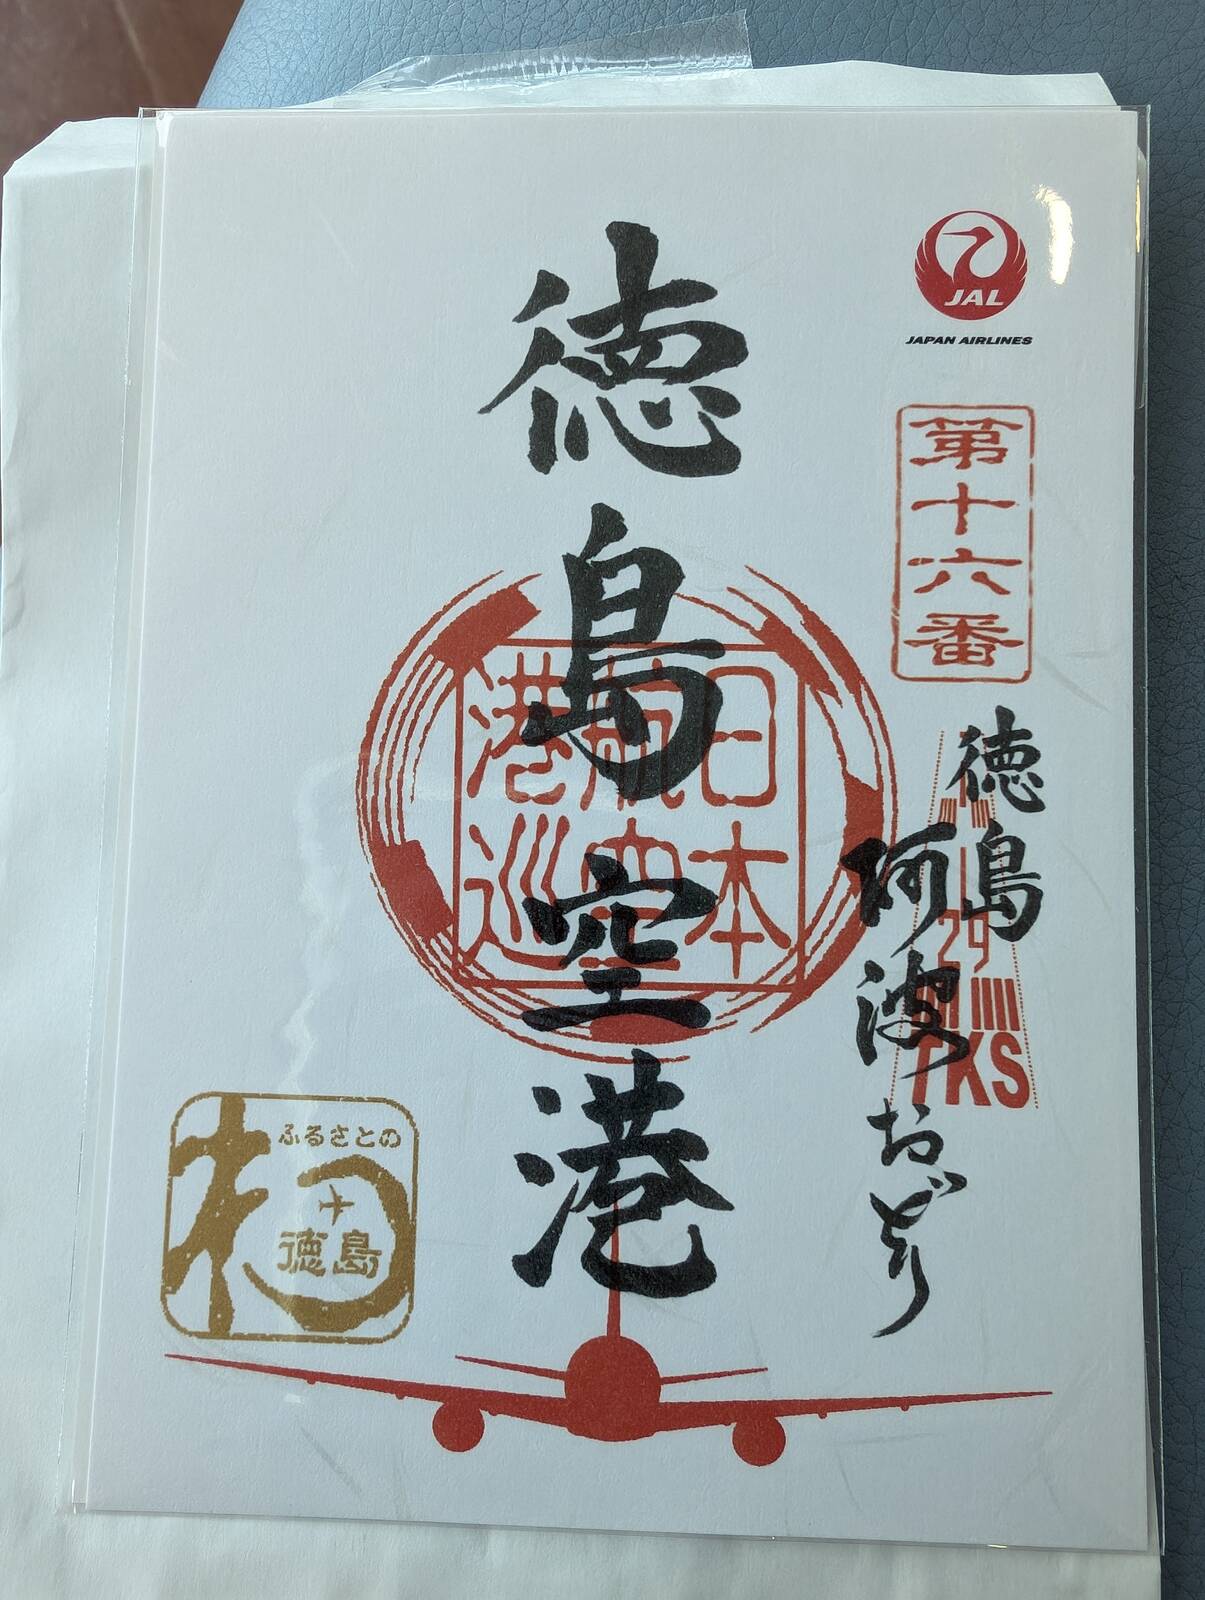 JAL
JAPAN AIRLINES
第十六番
徳島
阿波おどり
29
TKS
徳島空港
日本
航空
港巡
ふるさとの
徳島